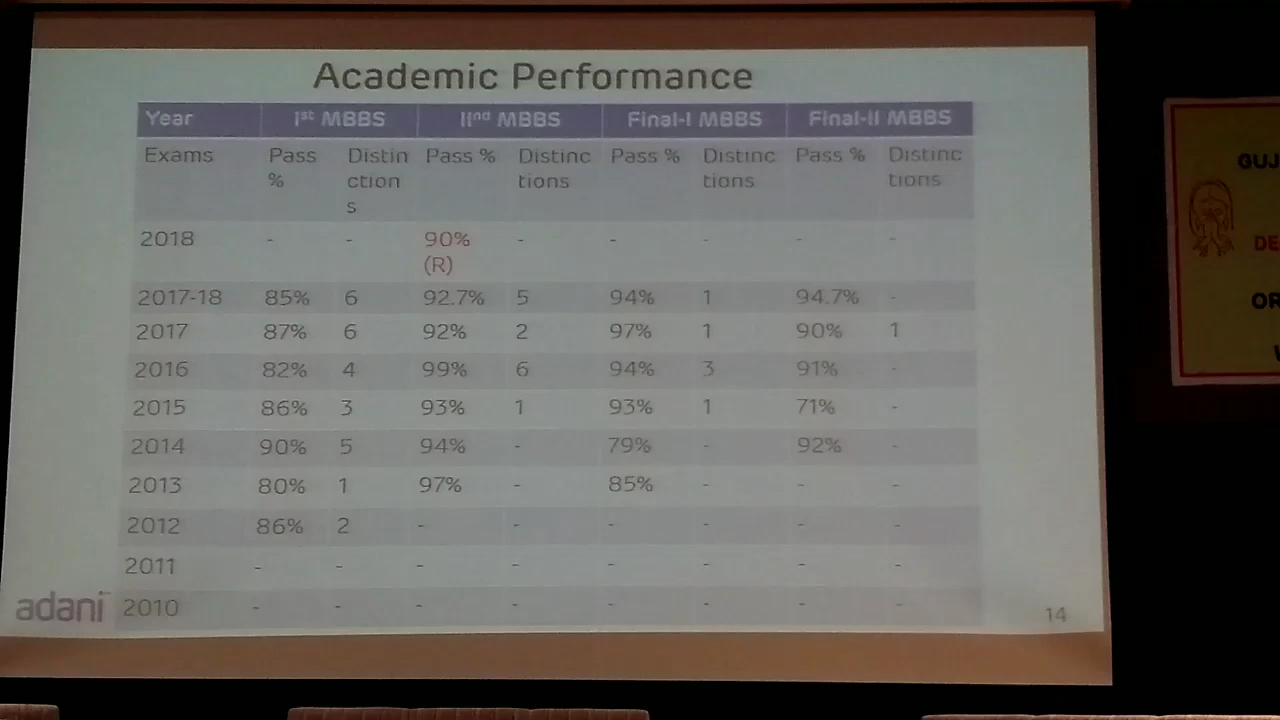 Academic Performance
Year Ist MBBS IInd MBBS Final-I MBBS Final-II MBBS
Exams Pass % Distinctions Pass % Distinctions Pass % Distinctions Pass % Distinctions
2018 - - 90% (R) - - - - -
2017-18 85% 6 92.7% 5 94% 1 94.7% -
2017 87% 6 92% 2 97% 1 90% 1
2016 82% 4 99% 6 94% 3 91% -
2015 86% 3 93% 1 93% 1 71% -
2014 90% 5 94% - 79% - 92% -
2013 80% 1 97% - 85% - - -
2012 86% 2 - - - - - -
2011 - - - - - - - -
2010 - - - - - - - -
adani
14
GUJ
DE
OR